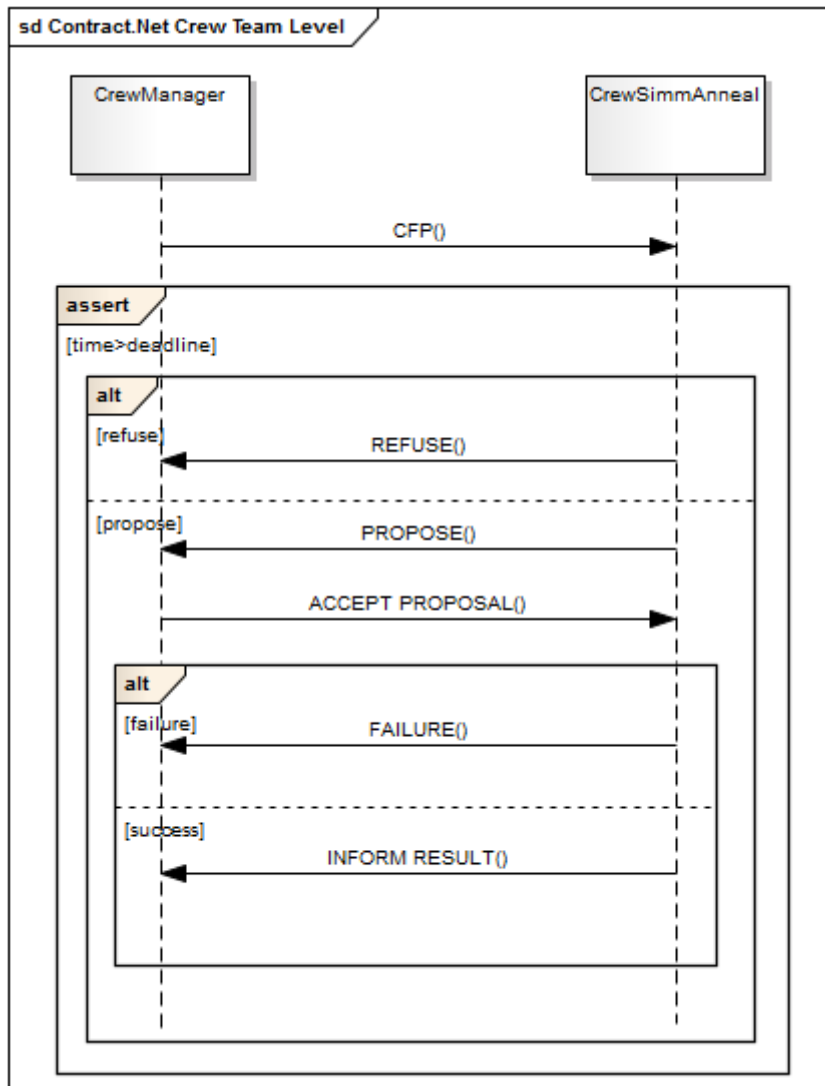 sd Contract.Net Crew Team Level
CrewManager
CrewSimmAnneal
CFP()
assert
[time>deadline]
alt
[refuse]
REFUSE()
[propose]
PROPOSE()
ACCEPT PROPOSAL()
alt
[failure]
FAILURE()
[success]
INFORM RESULT()